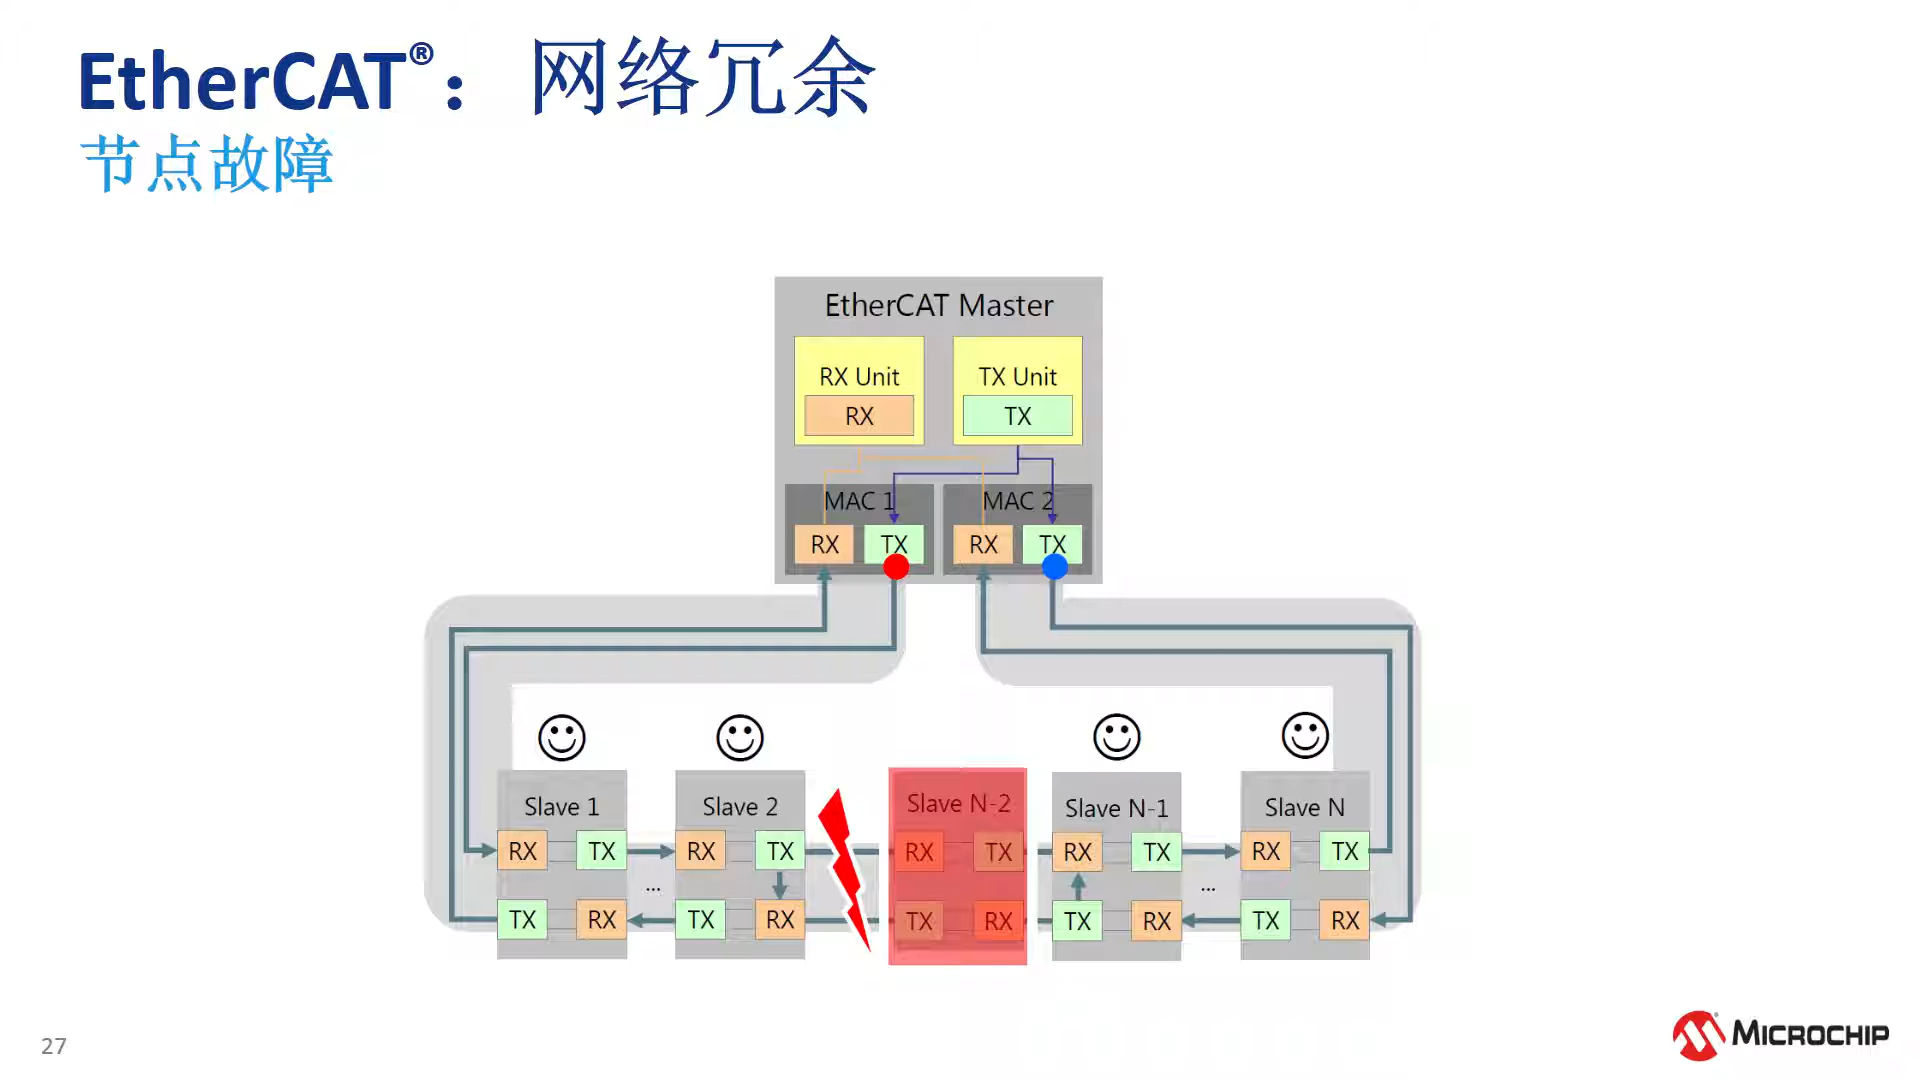 EtherCAT®：网络冗余
节点故障
EtherCAT Master
RX Unit TX Unit
RX TX
MAC 1 MAC 2
RX TX RX TX
Slave 1 Slave 2 Slave N-2 Slave N-1 Slave N
RX TX RX TX RX TX RX TX RX TX
... ...
TX RX TX RX TX RX TX RX TX RX
27
MICROCHIP